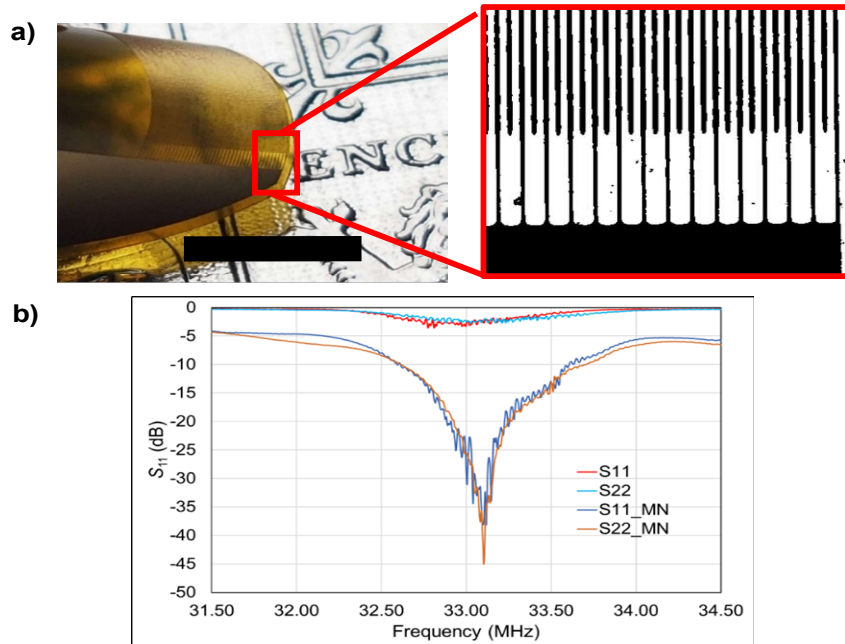 a)
ENC
b)
0
-5
-10
-15
-20
-25
-30
-35
-40
-45
-50
S11 (dB)
S11
S22
S11_MN
S22_MN
31.50 32.00 32.50 33.00 33.50 34.00 34.50
Frequency (MHz)